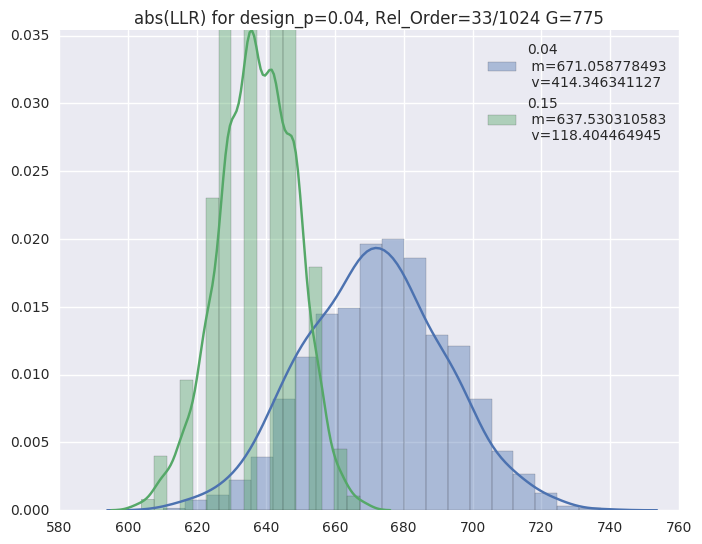 abs(LLR) for design_p=0.04, Rel_Order=33/1024 G=775
0.035
0.030
0.025
0.020
0.015
0.010
0.005
0.000
0.04
m=671.058778493
v=414.346341127
0.15
m=637.530310583
v=118.404464945
580 600 620 640 660 680 700 720 740 760